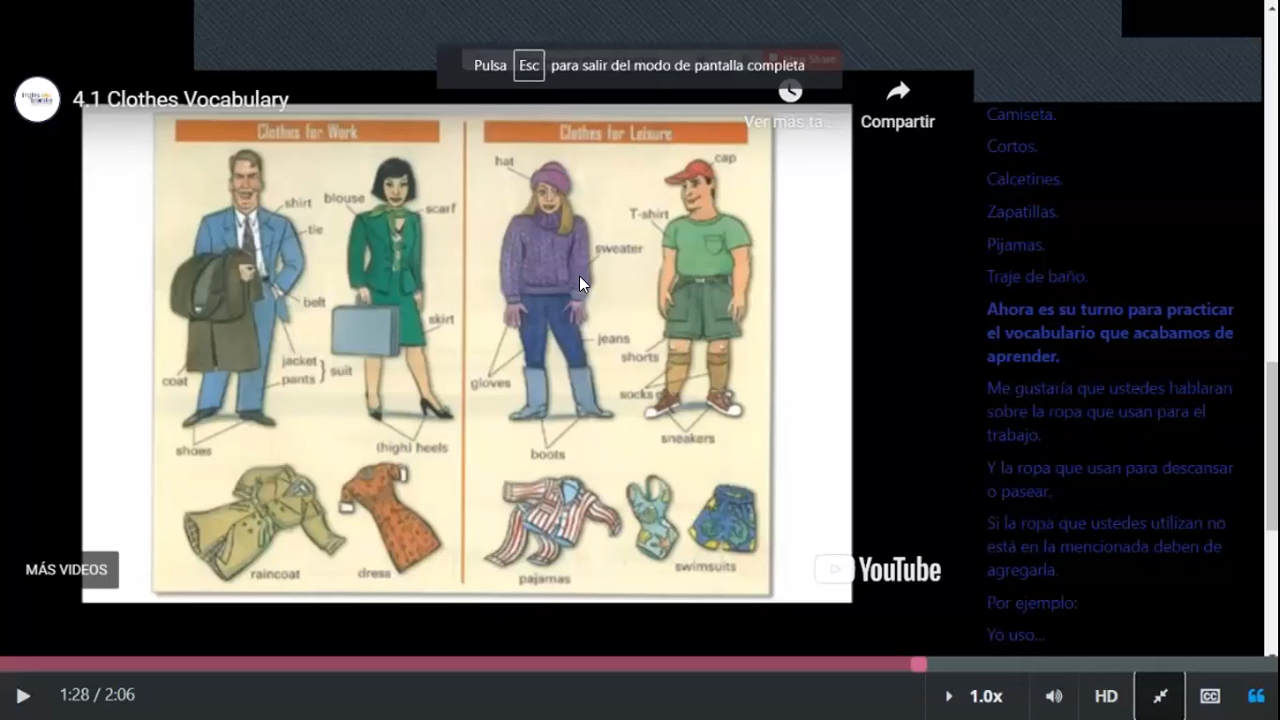 Pulsa Esc para salir del modo de pantalla completa
4.1 Clothes Vocabulary
Ver más ta...
Compartir
Clothes for Work
Clothes for Leisure
shirt
blouse
scarf
tie
belt
skirt
jacket
pants
suit
coat
shoes
(high) heels
raincoat
dress
hat
cap
T-shirt
sweater
jeans
shorts
gloves
socks
sneakers
boots
pajamas
swimsuits
MÁS VIDEOS
YouTube
Camiseta.
Cortos.
Calcetines.
Zapatillas.
Pijamas.
Traje de baño.
Ahora es su turno para practicar
el vocabulario que acabamos de
aprender.
Me gustaría que ustedes hablaran
sobre la ropa que usan para el
trabajo.
Y la ropa que usan para descansar
o pasear.
Si la ropa que ustedes utilizan no
está en la mencionada deben de
agregarla.
Por ejemplo:
Yo uso...
1:28 / 2:06
1.0x
HD
CC